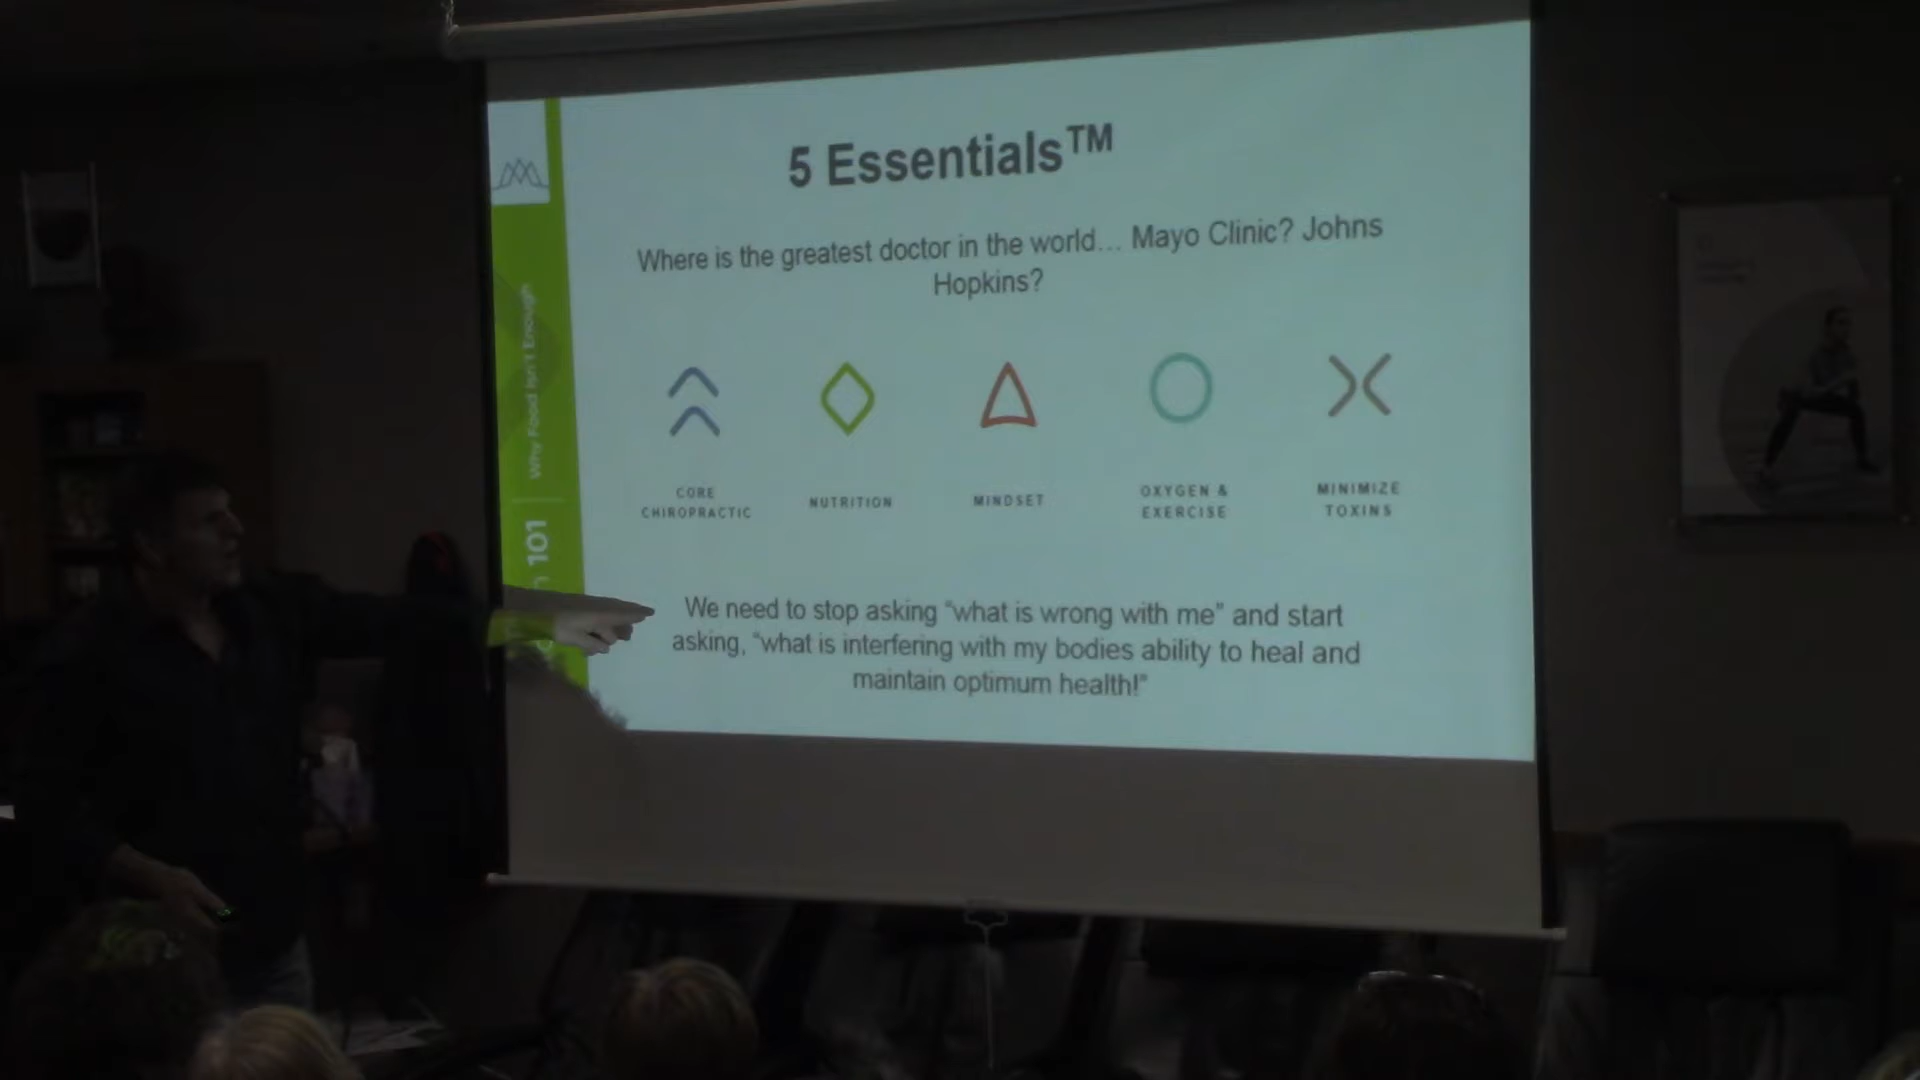 5 Essentials™
Where is the greatest doctor in the world... Mayo Clinic? Johns
Hopkins?
CORE
CHIROPRACTIC
NUTRITION
MINDSET
OXYGEN &
EXERCISE
MINIMIZE
TOXINS
We need to stop asking “what is wrong with me” and start
asking, “what is interfering with my bodies ability to heal and
maintain optimum health!”
101 | Why Food Isn't Enough